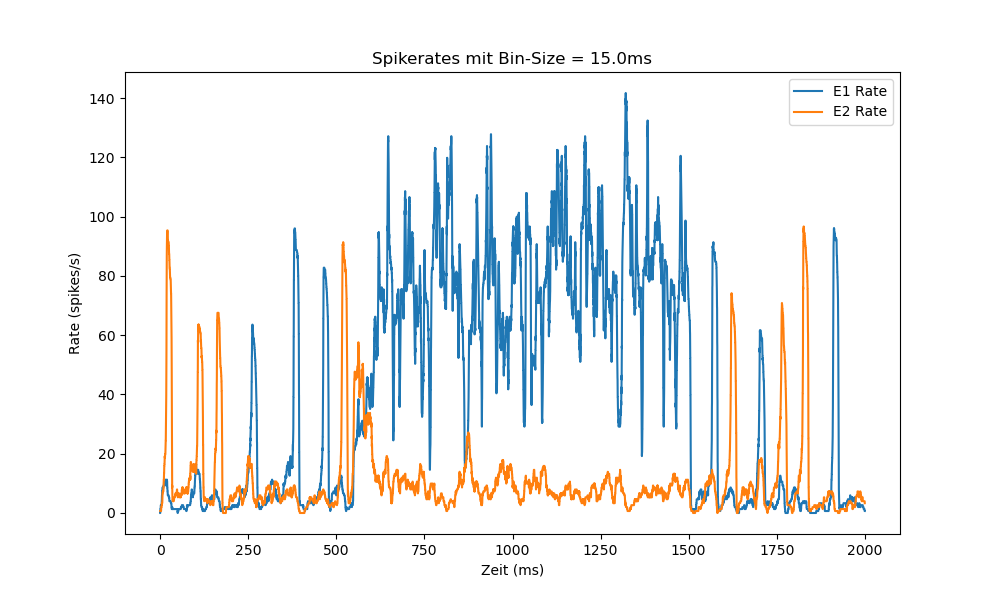 Spikerates mit Bin-Size = 15.0ms
E1 Rate
E2 Rate
140
120
100
80
60
40
20
0
Rate (spikes/s)
0 250 500 750 1000 1250 1500 1750 2000
Zeit (ms)